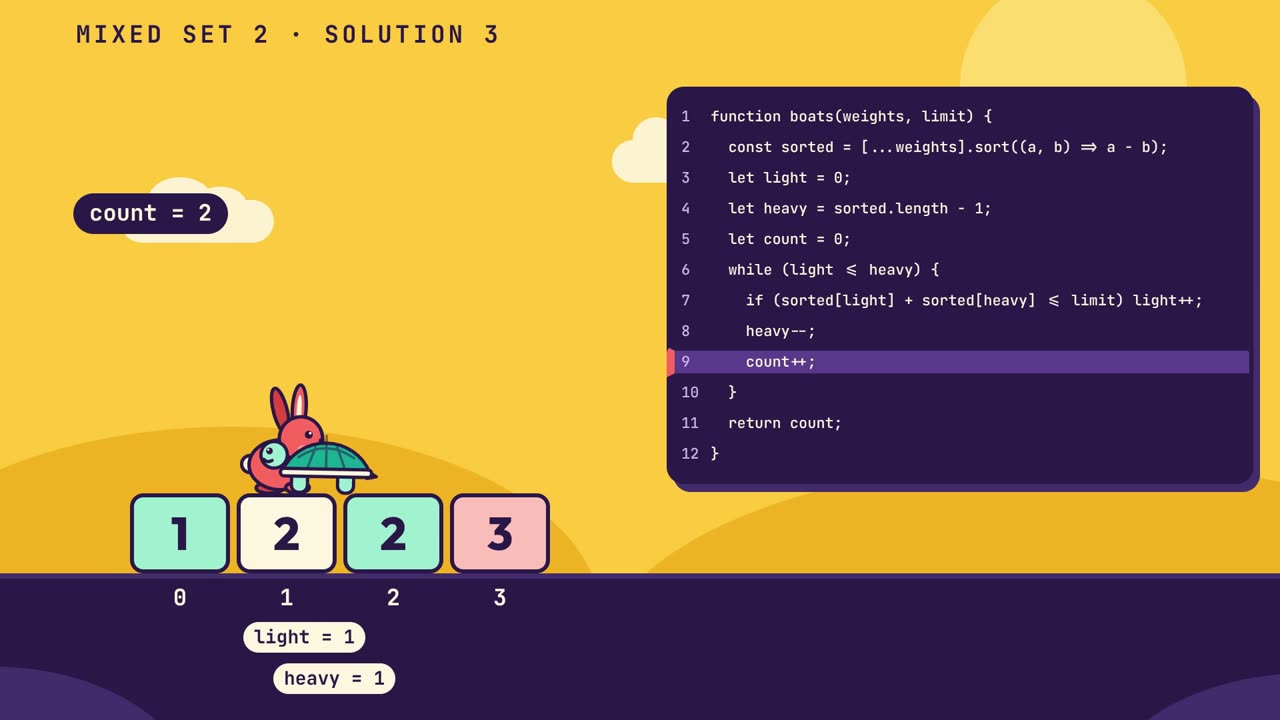 MIXED SET 2 · SOLUTION 3
count = 2
1 function boats(weights, limit) {
2 const sorted = [...weights].sort((a, b) => a - b);
3 let light = 0;
4 let heavy = sorted.length - 1;
5 let count = 0;
6 while (light <= heavy) {
7 if (sorted[light] + sorted[heavy] <= limit) light++;
8 heavy--;
9 count++;
10 }
11 return count;
12 }
1 2 2 3
0 1 2 3
light = 1
heavy = 1